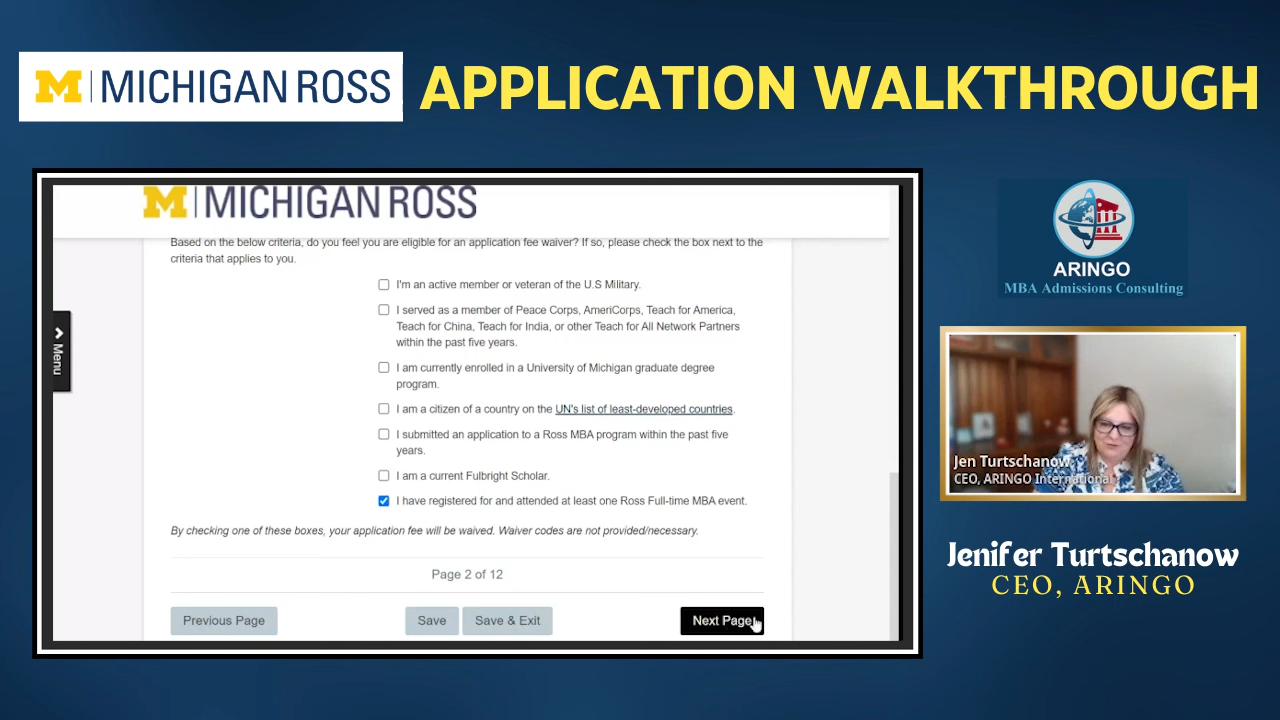 M | MICHIGAN ROSS
APPLICATION WALKTHROUGH
M | MICHIGAN ROSS
Based on the below criteria, do you feel you are eligible for an application fee waiver? If so, please check the box next to the
criteria that applies to you.
I'm an active member or veteran of the U.S Military.
I served as a member of Peace Corps, AmeriCorps, Teach for America,
Teach for China, Teach for India, or other Teach for All Network Partners
within the past five years.
I am currently enrolled in a University of Michigan graduate degree
program.
I am a citizen of a country on the UN's list of least-developed countries.
I submitted an application to a Ross MBA program within the past five
years.
I am a current Fulbright Scholar.
I have registered for and attended at least one Ross Full-time MBA event.
By checking one of these boxes, your application fee will be waived. Waiver codes are not provided/necessary.
Page 2 of 12
Previous Page
Save
Save & Exit
Next Page
Menu
ARINGO
MBA Admissions Consulting
Jen Turtschanow
CEO, ARINGO International
Jenifer Turtschanow
CEO, ARINGO